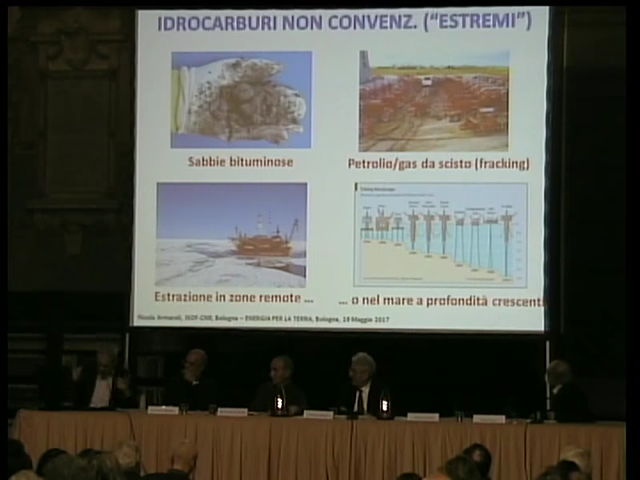 IDROCARBURI NON CONVENZ. ("ESTREMI")
Sabbie bituminose
Petrolio/gas da scisto (fracking)
Estrazione in zone remote ...
... o nel mare a profondità crescenti
Nicola Armaroli, ISOF-CNR, Bologna – ENERGIA PER LA TERRA, Bologna, 19 Maggio 2017